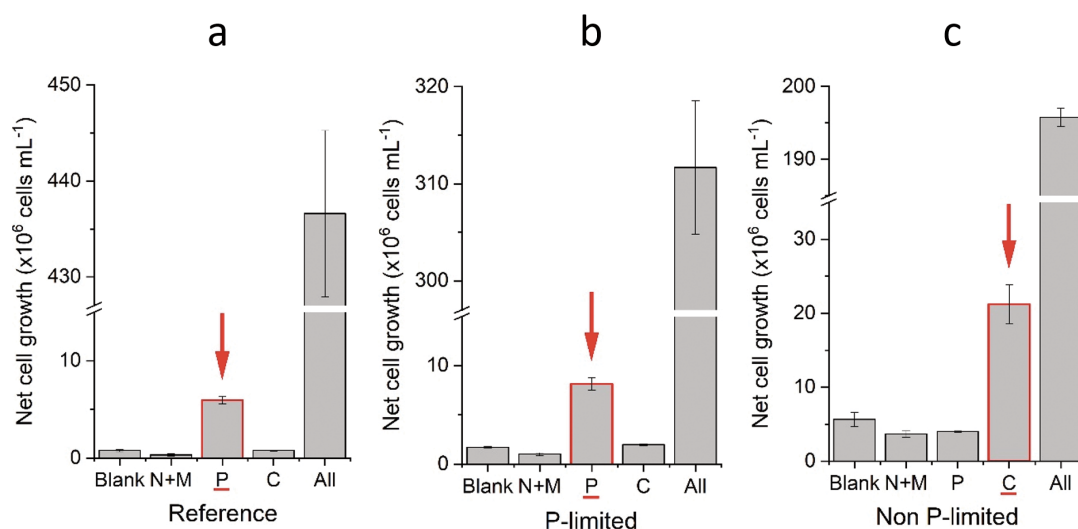 a
b
c
Net cell growth (x10⁶ cells mL⁻¹)
450
440
430
10
0
Blank N+M P C All
Reference
Net cell growth (x10⁶ cells mL⁻¹)
320
310
300
10
0
Blank N+M P C All
P-limited
Net cell growth (x10⁶ cells mL⁻¹)
200
190
30
20
10
0
Blank N+M P C All
Non P-limited